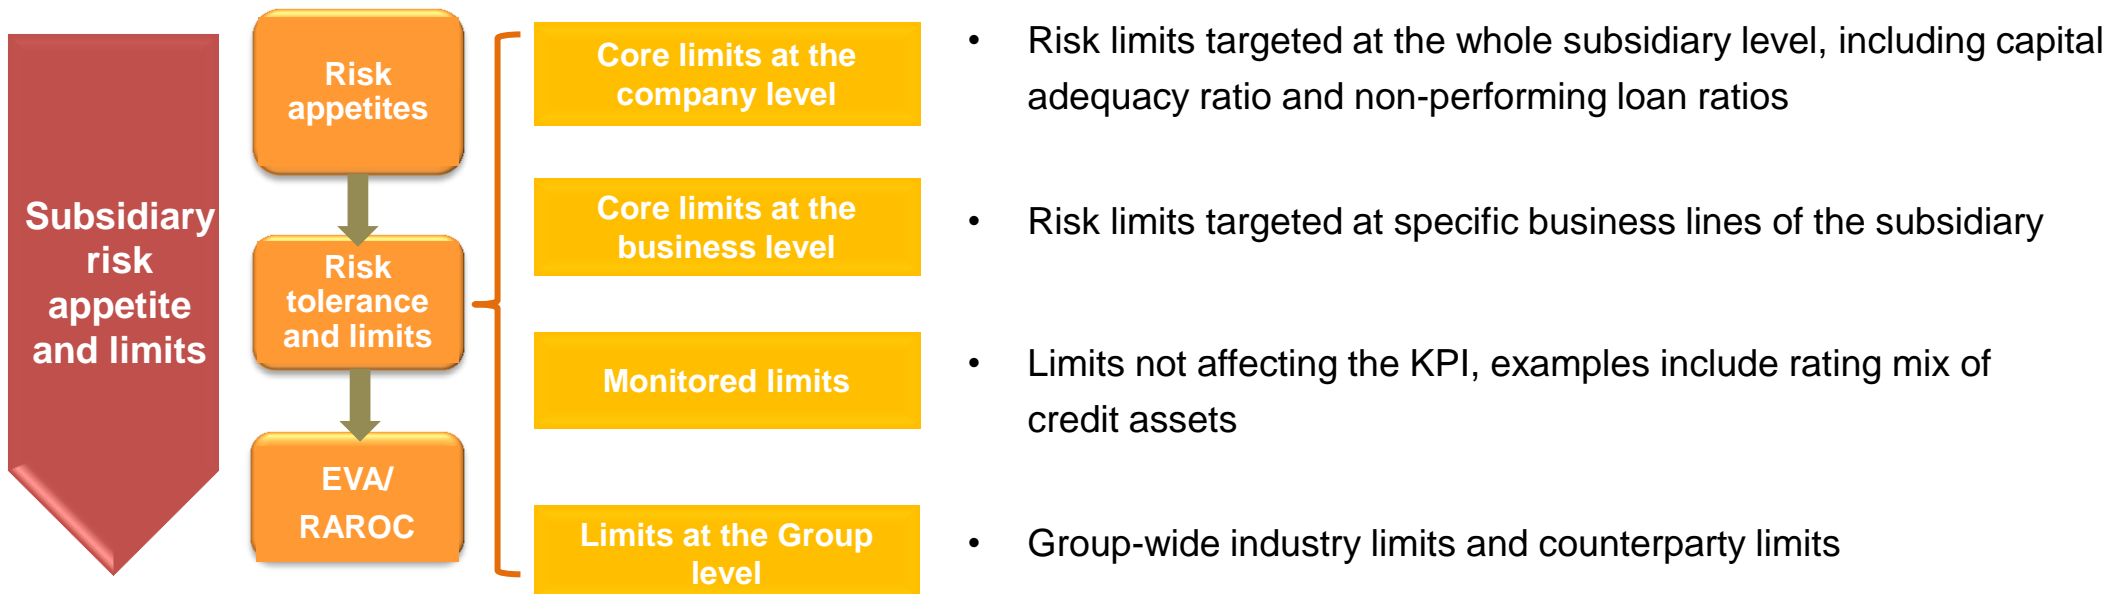 Subsidiary
risk
appetite
and limits
Risk
appetites
Risk
tolerance
and limits
EVA/
RAROC
Core limits at the
company level
• Risk limits targeted at the whole subsidiary level, including capital
adequacy ratio and non-performing loan ratios
Core limits at the
business level
• Risk limits targeted at specific business lines of the subsidiary
Monitored limits
• Limits not affecting the KPI, examples include rating mix of
credit assets
Limits at the Group
level
• Group-wide industry limits and counterparty limits